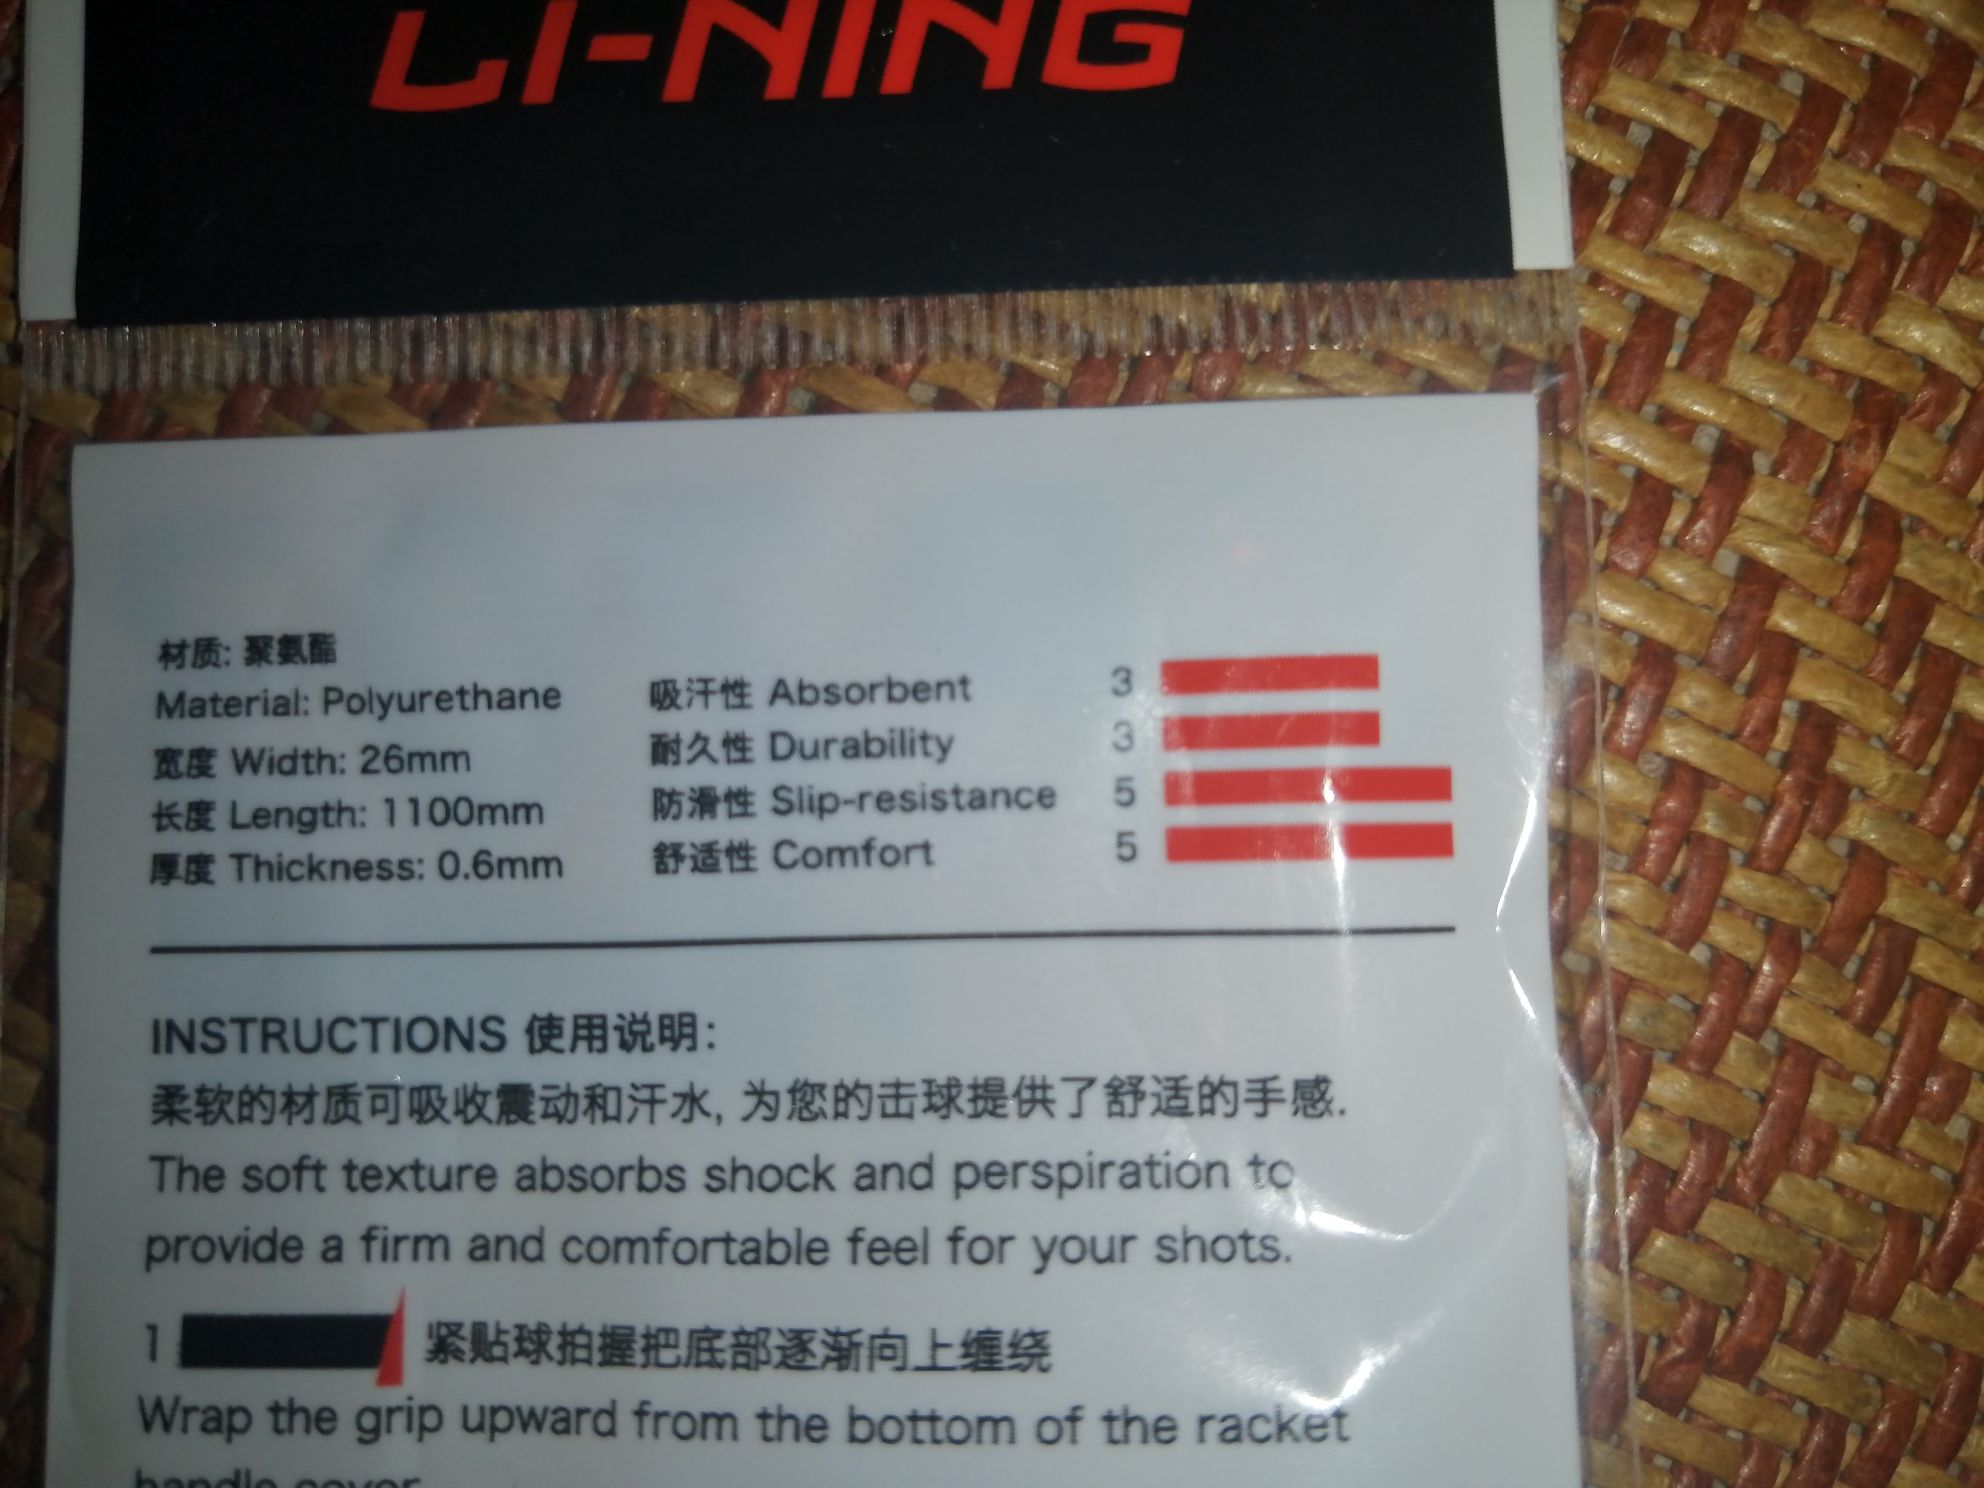 LI-NING
材质: 聚氨酯
Material: Polyurethane
宽度 Width: 26mm
长度 Length: 1100mm
厚度 Thickness: 0.6mm
吸汗性 Absorbent 3
耐久性 Durability 3
防滑性 Slip-resistance 5
舒适性 Comfort 5
INSTRUCTIONS 使用说明:
柔软的材质可吸收震动和汗水, 为您的击球提供了舒适的手感.
The soft texture absorbs shock and perspiration to
provide a firm and comfortable feel for your shots.
1 紧贴球拍握把底部逐渐向上缠绕
Wrap the grip upward from the bottom of the racket
handle cover